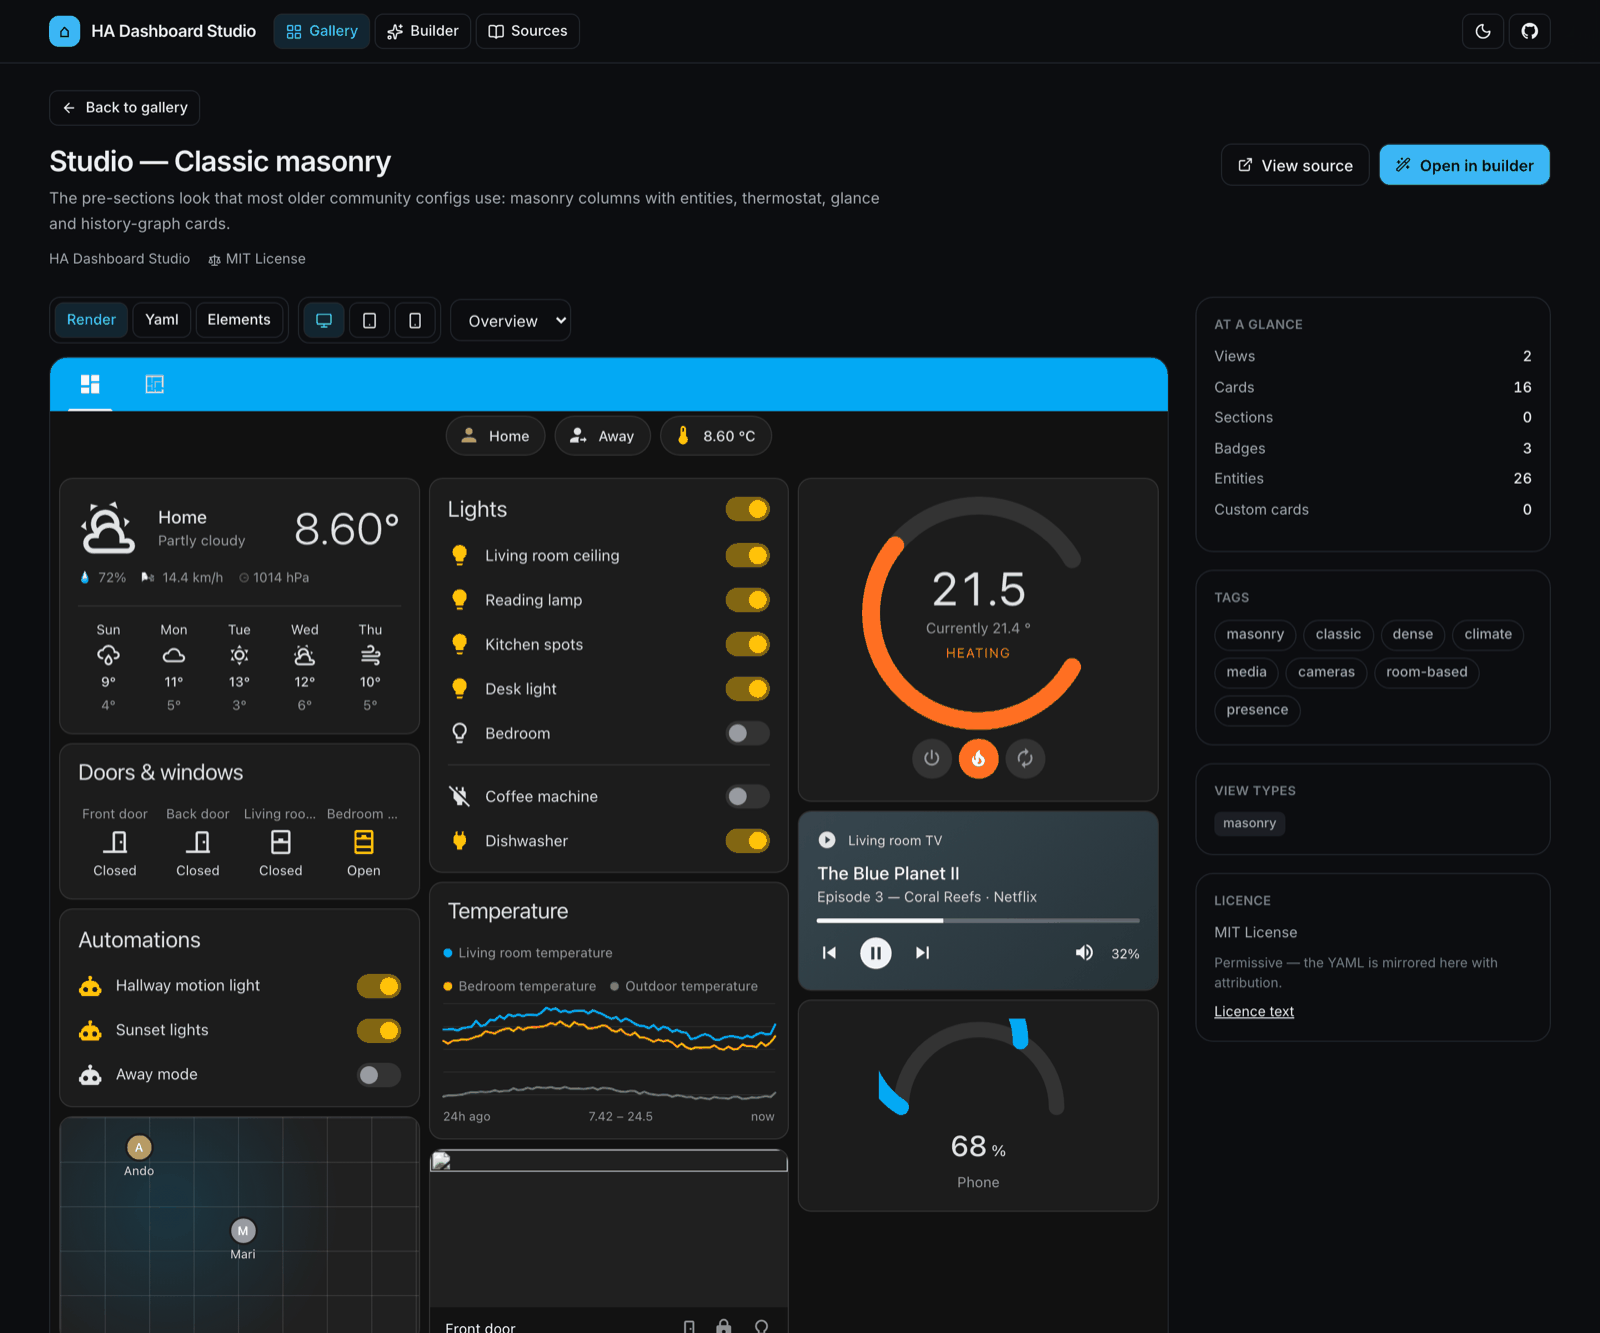 HA Dashboard Studio
Gallery
Builder
Sources
Back to gallery
Studio — Classic masonry
The pre-sections look that most older community configs use: masonry columns with entities, thermostat, glance
and history-graph cards.
HA Dashboard Studio
MIT License
View source
Open in builder
Render
Yaml
Elements
Overview
Home
Away
8.60 °C
Home
Partly cloudy
8.60°
72%
14.4 km/h
1014 hPa
Sun Mon Tue Wed Thu
9° 11° 13° 12° 10°
4° 5° 3° 6° 5°
Doors & windows
Front door Back door Living roo... Bedroom ...
Closed Closed Closed Open
Automations
Hallway motion light
Sunset lights
Away mode
A
Ando
M
Mari
Lights
Living room ceiling
Reading lamp
Kitchen spots
Desk light
Bedroom
Coffee machine
Dishwasher
Temperature
Living room temperature
Bedroom temperature
Outdoor temperature
24h ago 7.42 – 24.5 now
Front door
21.5
Currently 21.4 °
HEATING
Living room TV
The Blue Planet II
Episode 3 — Coral Reefs · Netflix
32%
68 %
Phone
AT A GLANCE
Views 2
Cards 16
Sections 0
Badges 3
Entities 26
Custom cards 0
TAGS
masonry classic dense climate
media cameras room-based
presence
VIEW TYPES
masonry
LICENCE
MIT License
Permissive — the YAML is mirrored here with
attribution.
Licence text